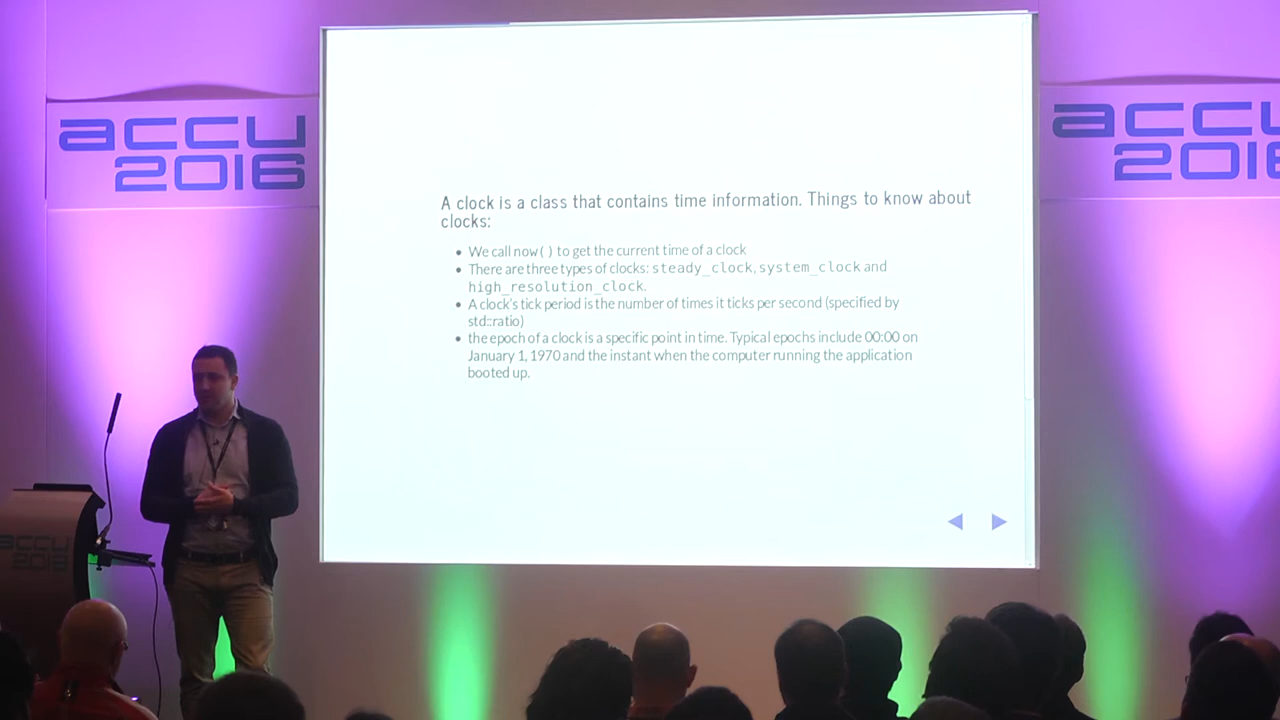 accu
2016
accu
2016
A clock is a class that contains time information. Things to know about
clocks:
• We call now() to get the current time of a clock
• There are three types of clocks: steady_clock, system_clock and
high_resolution_clock.
• A clock's tick period is the number of times it ticks per second (specified by
std::ratio)
• the epoch of a clock is a specific point in time. Typical epochs include 00:00 on
January 1, 1970 and the instant when the computer running the application
booted up.
accu
2016